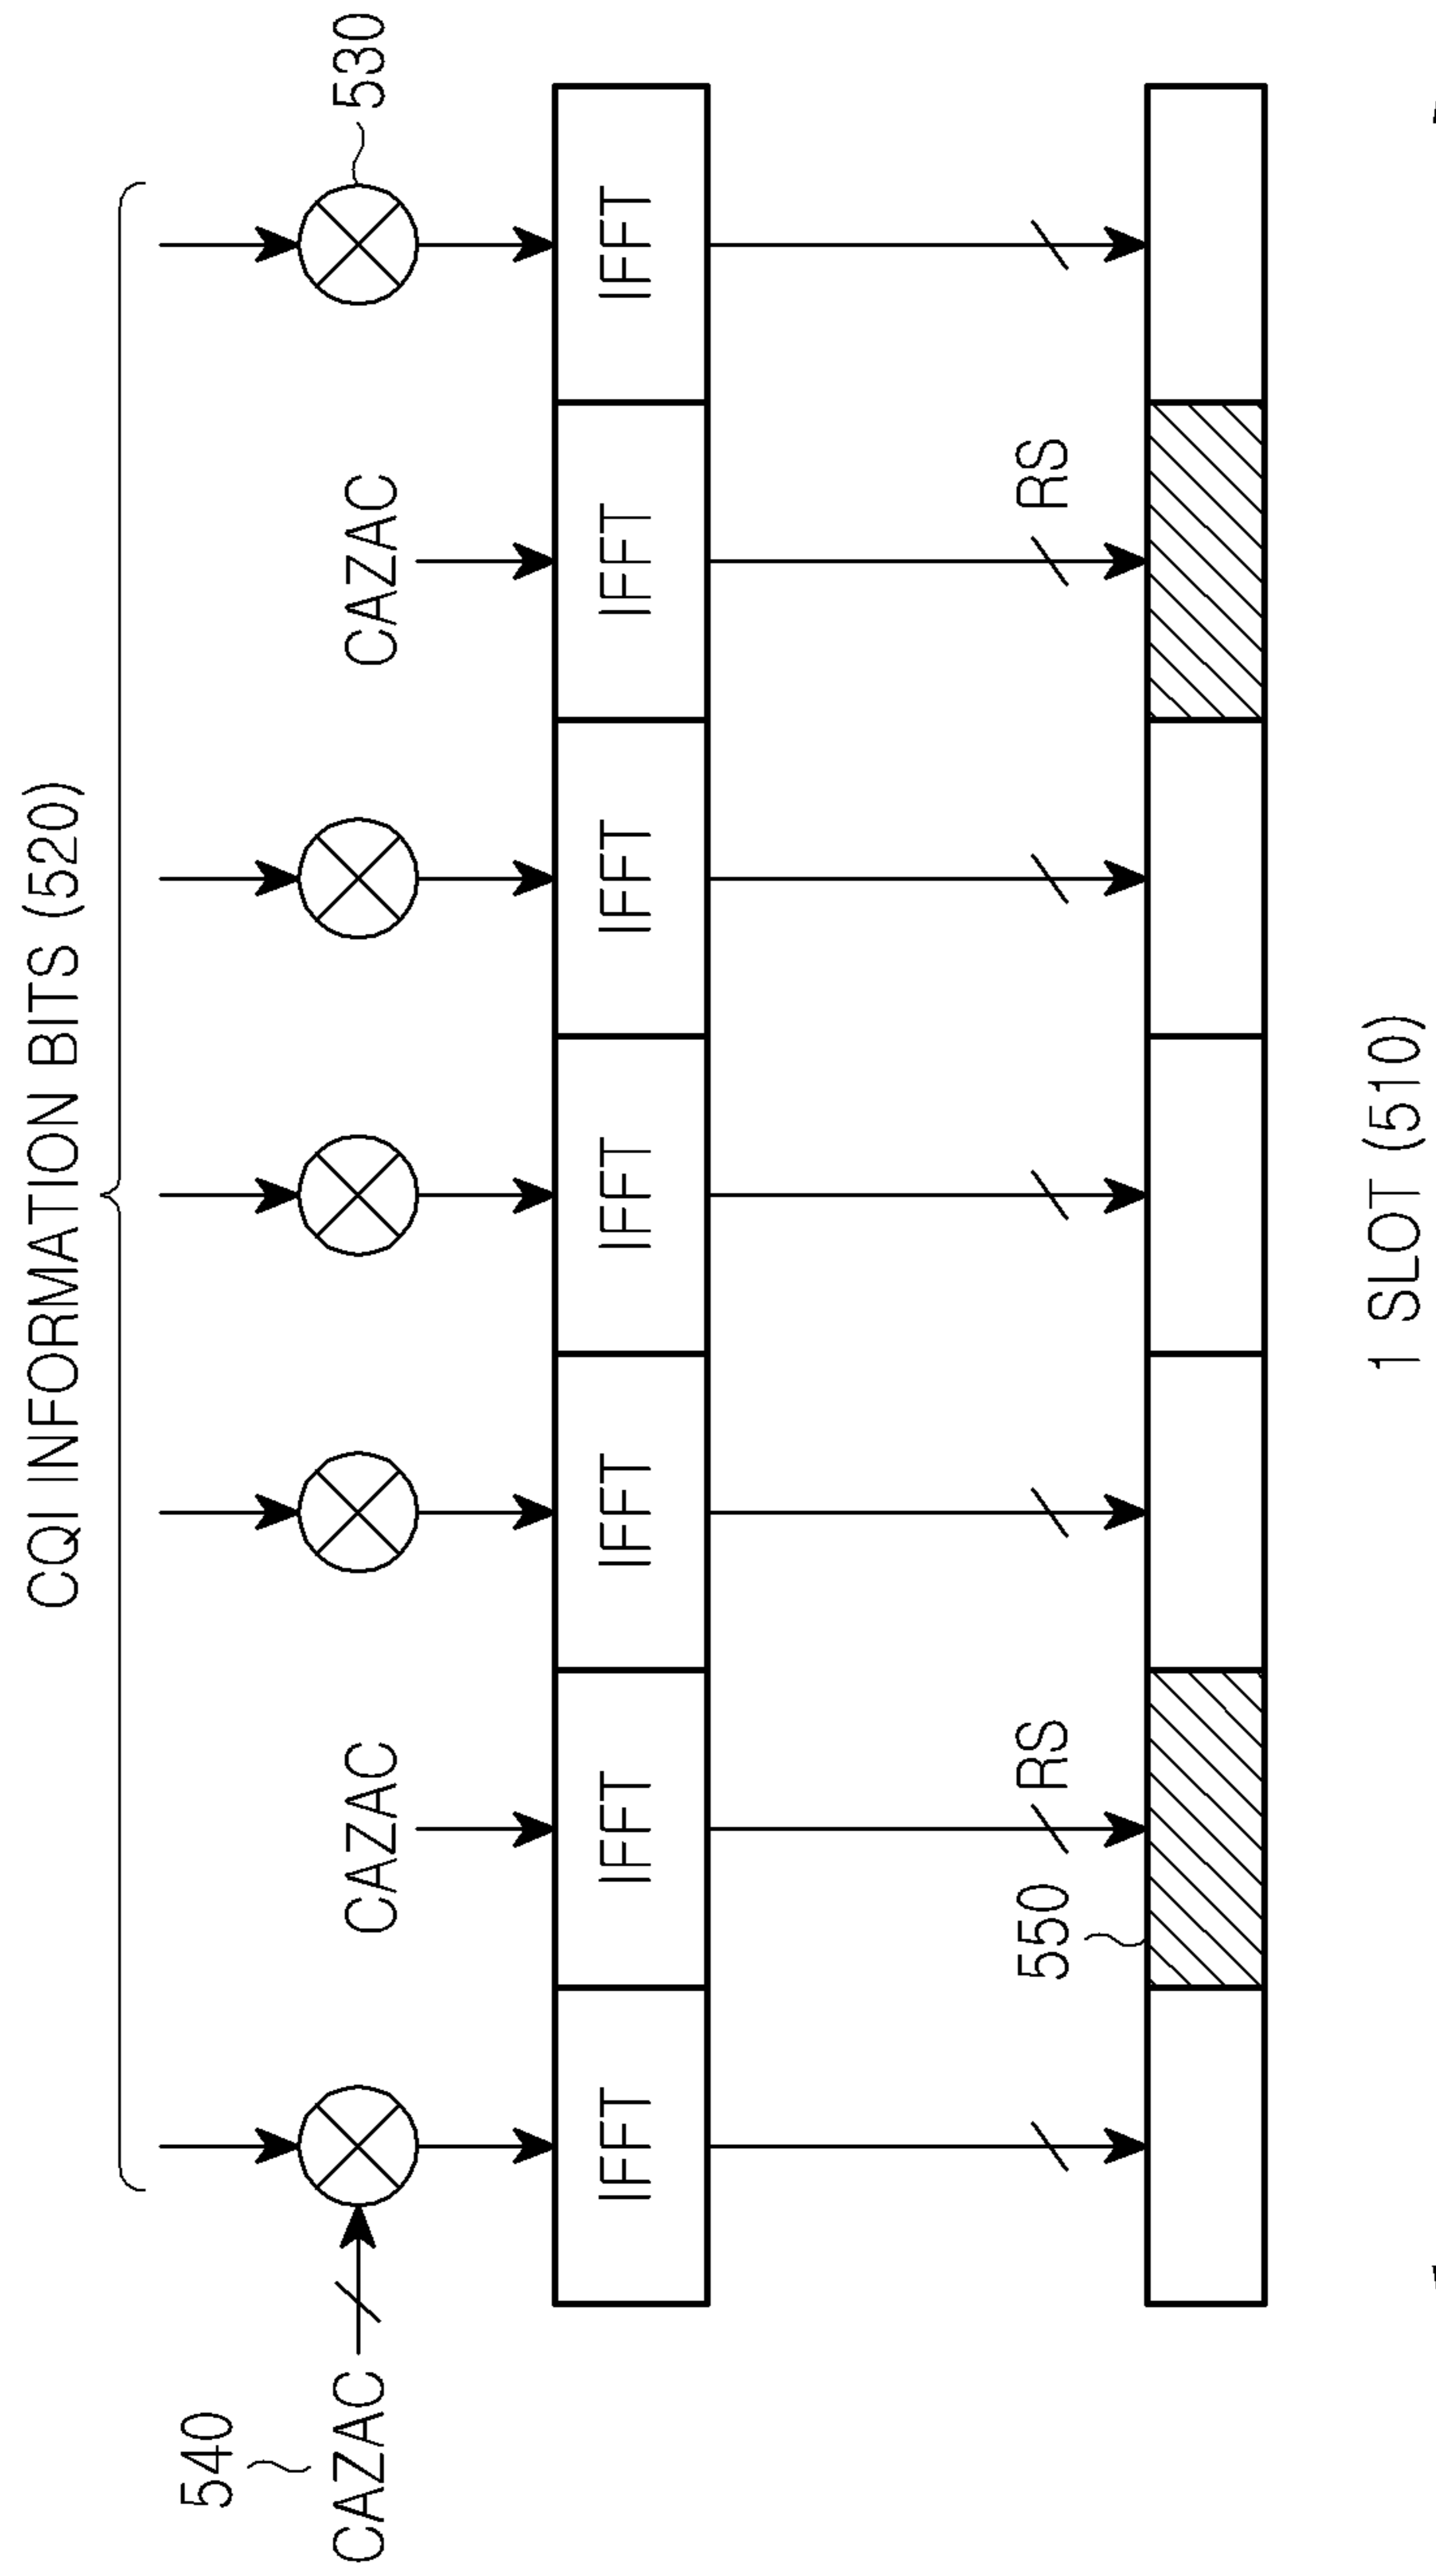 CQI INFORMATION BITS (520)
540
CAZAC
CAZAC
CAZAC
530
IFFT
IFFT
IFFT
IFFT
IFFT
IFFT
IFFT
550
RS
RS
1 SLOT (510)